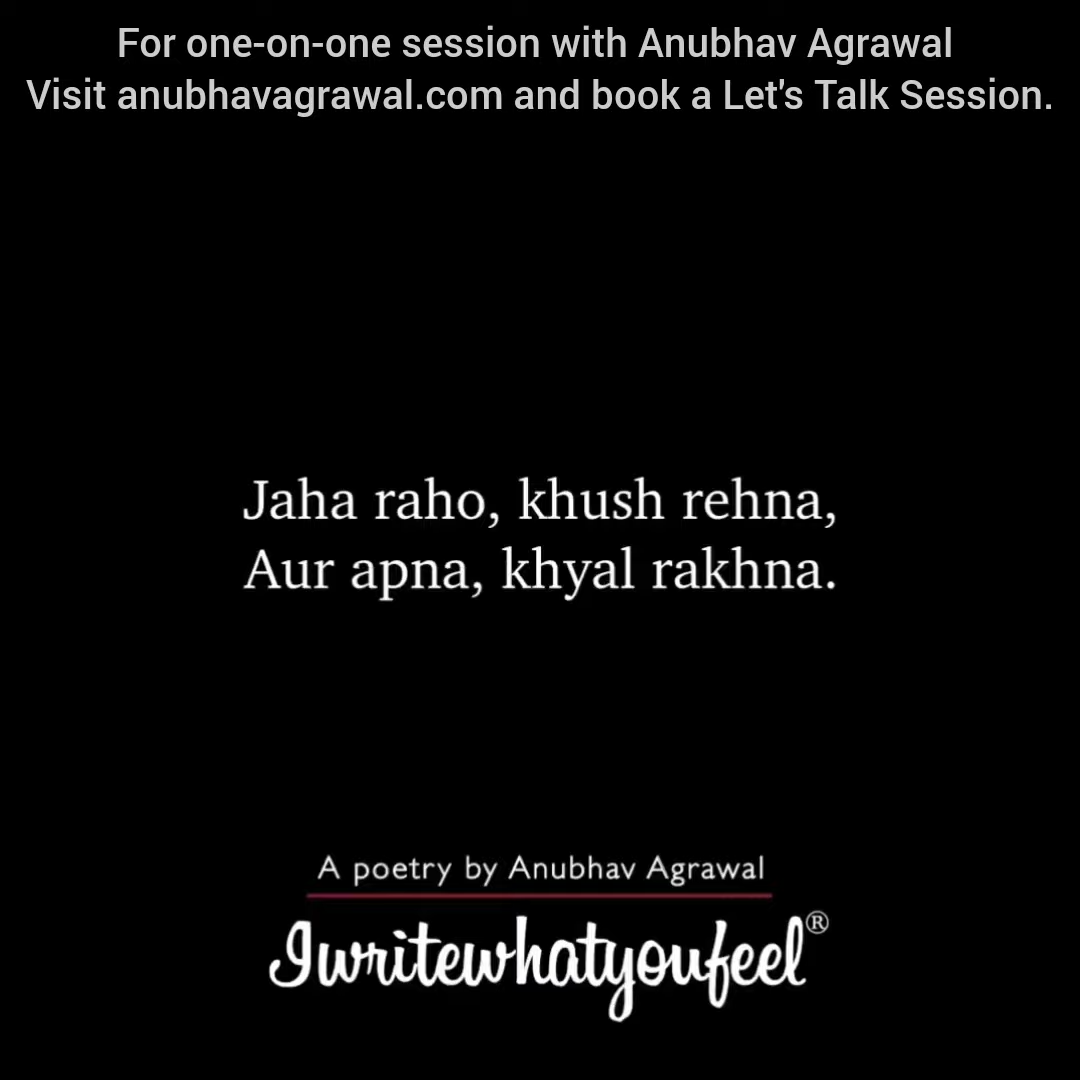 For one-on-one session with Anubhav Agrawal
Visit anubhavagrawal.com and book a Let's Talk Session.
Jaha raho, khush rehna,
Aur apna, khyal rakhna.
A poetry by Anubhav Agrawal
Iwritewhatyoufeel®